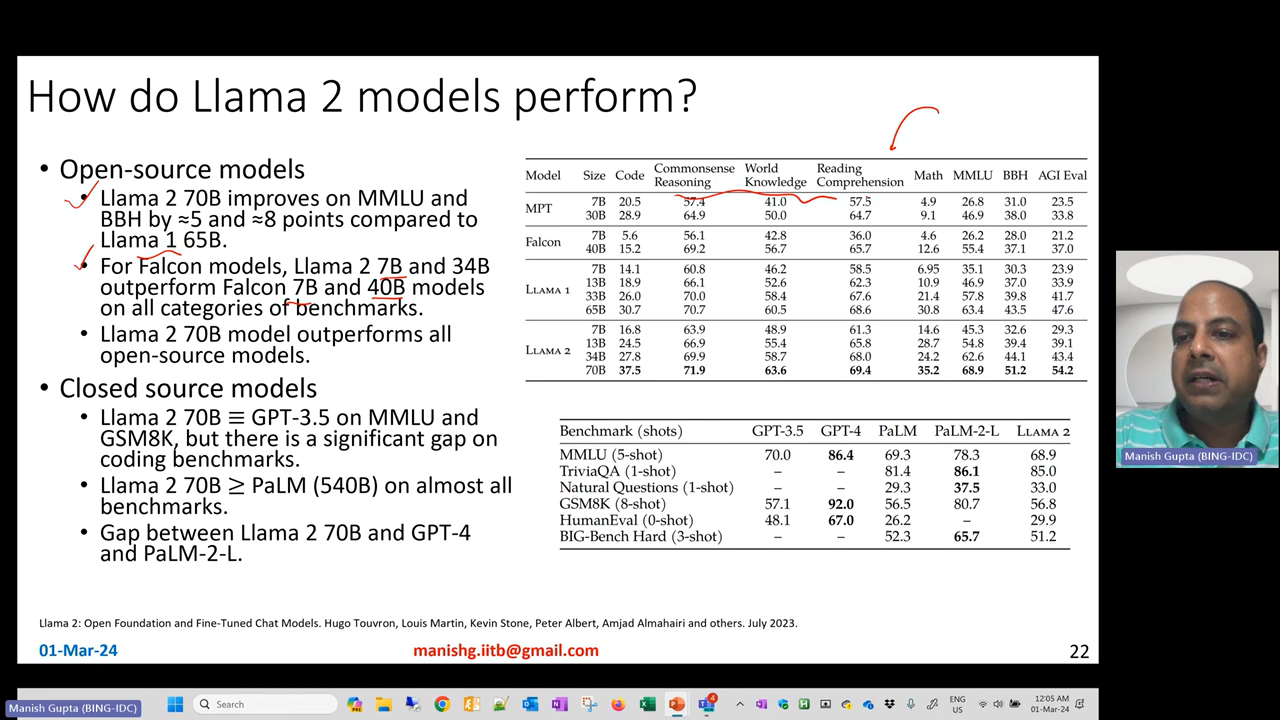 How do Llama 2 models perform?
• Open-source models
• Llama 2 70B improves on MMLU and
BBH by ≈5 and ≈8 points compared to
Llama 1 65B.
• For Falcon models, Llama 2 7B and 34B
outperform Falcon 7B and 40B models
on all categories of benchmarks.
• Llama 2 70B model outperforms all
open-source models.
• Closed source models
• Llama 2 70B ≡ GPT-3.5 on MMLU and
GSM8K, but there is a significant gap on
coding benchmarks.
• Llama 2 70B ≥ PaLM (540B) on almost all
benchmarks.
• Gap between Llama 2 70B and GPT-4
and PaLM-2-L.
Model Size Code Commonsense Reasoning World Knowledge Reading Comprehension Math MMLU BBH AGI Eval
MPT 7B 20.5 57.4 41.0 57.5 4.9 26.8 31.0 23.5
30B 28.9 64.9 50.0 64.7 9.1 46.9 38.0 33.8
Falcon 7B 5.6 56.1 42.8 36.0 4.6 26.2 28.0 21.2
40B 15.2 69.2 56.7 65.7 12.6 55.4 37.1 37.0
LLAMA 1 7B 14.1 60.8 46.2 58.5 6.95 35.1 30.3 23.9
13B 18.9 66.1 52.6 62.3 10.9 46.9 37.0 33.9
33B 26.0 70.0 58.4 67.6 21.4 57.8 39.8 41.7
65B 30.7 70.7 60.5 68.6 30.8 63.4 43.5 47.6
LLAMA 2 7B 16.8 63.9 48.9 61.3 14.6 45.3 32.6 29.3
13B 24.5 66.9 55.4 65.8 28.7 54.8 39.4 39.1
34B 27.8 69.9 58.7 68.0 24.2 62.6 44.1 43.4
70B 37.5 71.9 63.6 69.4 35.2 68.9 51.2 54.2
Benchmark (shots) GPT-3.5 GPT-4 PaLM PaLM-2-L LLAMA 2
MMLU (5-shot) 70.0 86.4 69.3 78.3 68.9
TriviaQA (1-shot) – – 81.4 86.1 85.0
Natural Questions (1-shot) – – 29.3 37.5 33.0
GSM8K (8-shot) 57.1 92.0 56.5 80.7 56.8
HumanEval (0-shot) 48.1 67.0 26.2 – 29.9
BIG-Bench Hard (3-shot) – – 52.3 65.7 51.2
Manish Gupta (BING-IDC)
Llama 2: Open Foundation and Fine-Tuned Chat Models. Hugo Touvron, Louis Martin, Kevin Stone, Peter Albert, Amjad Almahairi and others. July 2023.
01-Mar-24 manishg.iitb@gmail.com 22
Manish Gupta (BING-IDC)
Search
4
ENG
US
12:05 AM
01-Mar-24